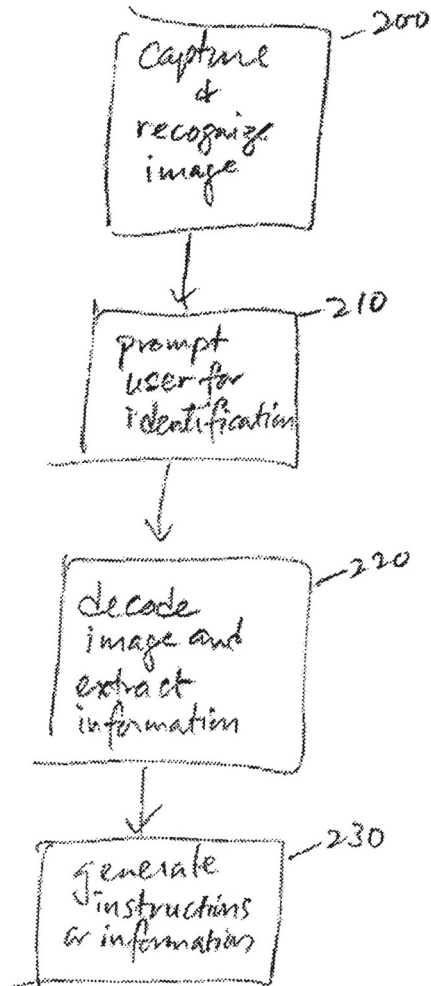 200
Capture
&
recognize
image
210
prompt
user for
identification
220
decode
image and
extract
information
230
generate
instructions
or information